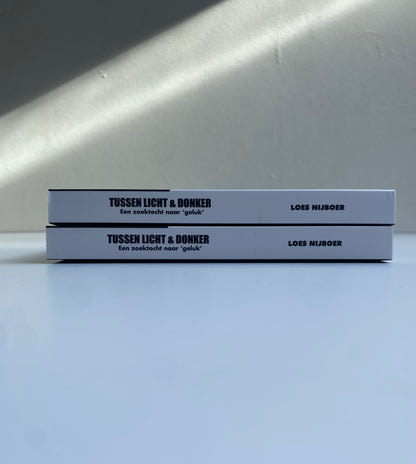 TUSSEN LICHT & DONKER
Een zoektocht naar 'geluk'
LOES NIJBOER
TUSSEN LICHT & DONKER
Een zoektocht naar 'geluk'
LOES NIJBOER